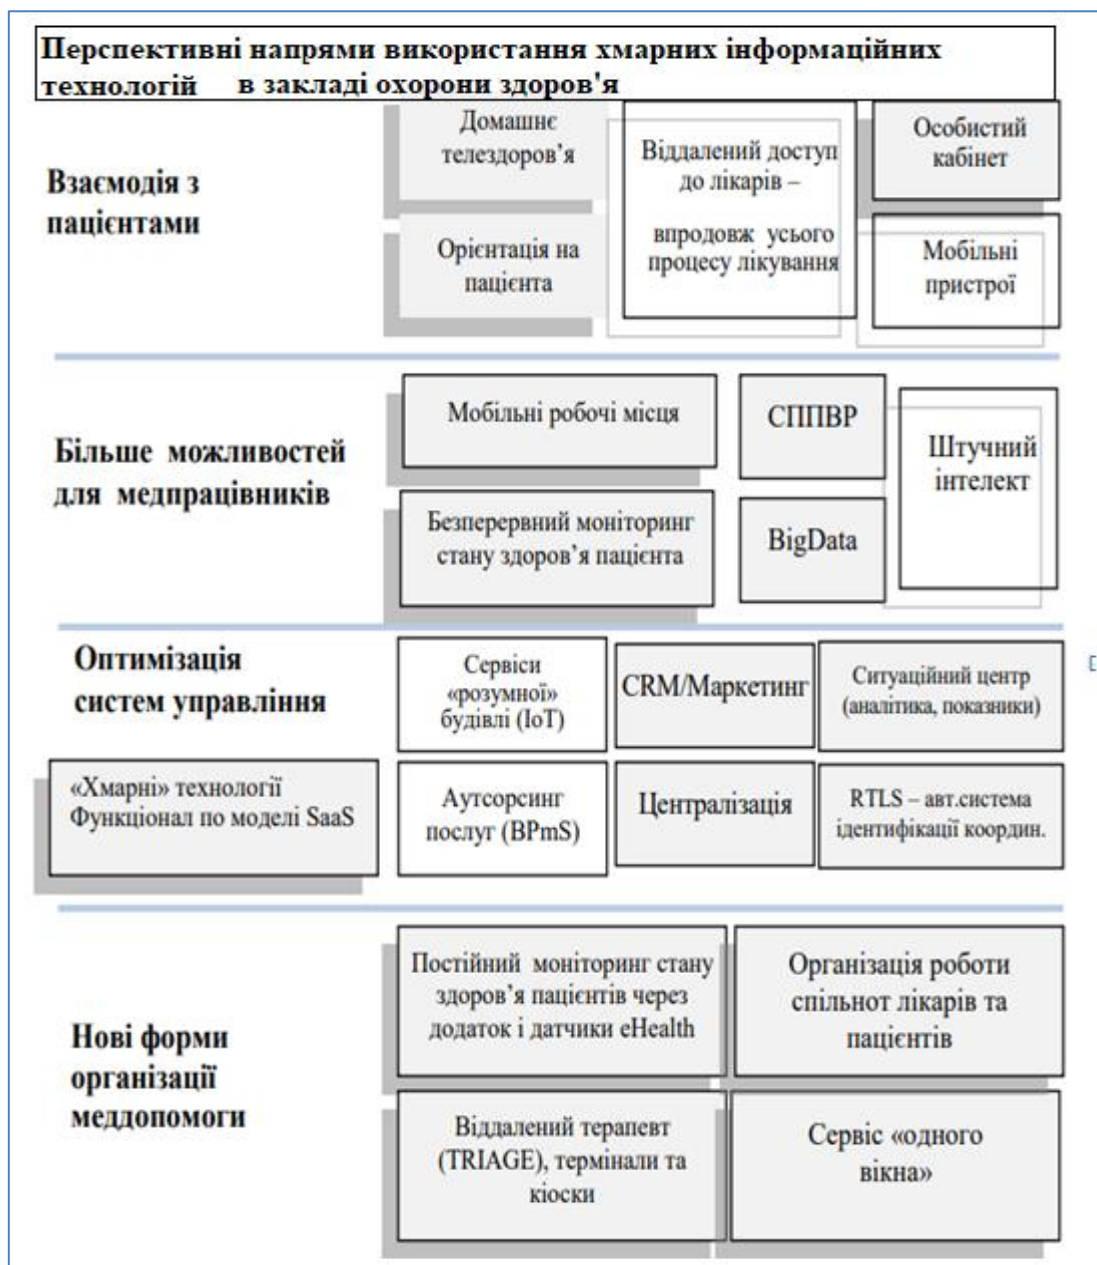 Перспективні напрями використання хмарних інформаційних
технологій в закладі охорони здоров'я
Взаємодія з
пацієнтами
Домашнє
телездоров’я
Орієнтація на
пацієнта
Віддалений доступ
до лікарів –
впродовж усього
процесу лікування
Особистий
кабінет
Мобільні
пристрої
Більше можливостей
для медпрацівників
Мобільні робочі місця
Безперервний моніторинг
стану здоров’я пацієнта
СППВР
BigData
Штучний
інтелект
Оптимізація
систем управління
«Хмарні» технології
Функціонал по моделі SaaS
Сервіси
«розумної»
будівлі (IoT)
CRM/Маркетинг
Ситуаційний центр
(аналітика, показники)
Аутсорсинг
послуг (BPmS)
Централізація
RTLS – авт.система
ідентифікації координ.
Нові форми
організації
меддопомоги
Постійний моніторинг стану
здоров’я пацієнтів через
додаток і датчики eHealth
Організація роботи
спільнот лікарів та
пацієнтів
Віддалений терапевт
(TRIAGE), термінали та
кіоски
Сервіс «одного
вікна»